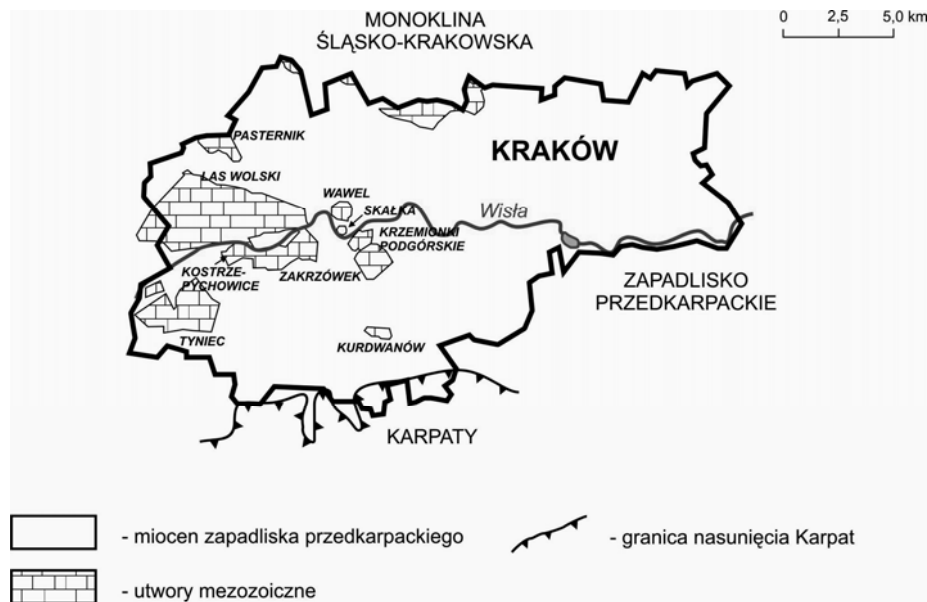 MONOKLINA
ŚLĄSKO-KRAKOWSKA
0 2,5 5,0 km
PASTERNIK
KRAKÓW
LAS WOLSKI
WAWEL
SKAŁKA
Wisła
KRZEMIONKI
PODGÓRSKIE
KOSTRZE-
PYCHOWICE
ZAKRZÓWEK
ZAPADLISKO
PRZEDKARPACKIE
TYNIEC
KURDWANÓW
KARPATY
- miocen zapadliska przedkarpackiego
- granica nasunięcia Karpat
- utwory mezozoiczne